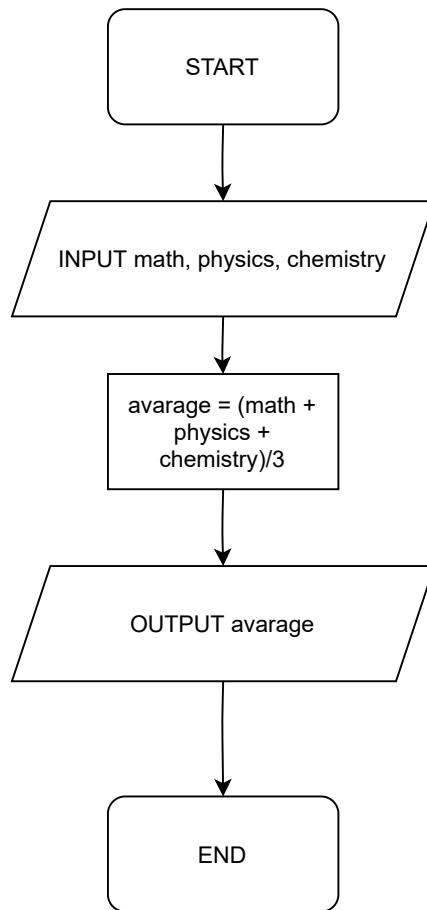 START
INPUT math, physics, chemistry
avarage = (math +
physics +
chemistry)/3
OUTPUT avarage
END